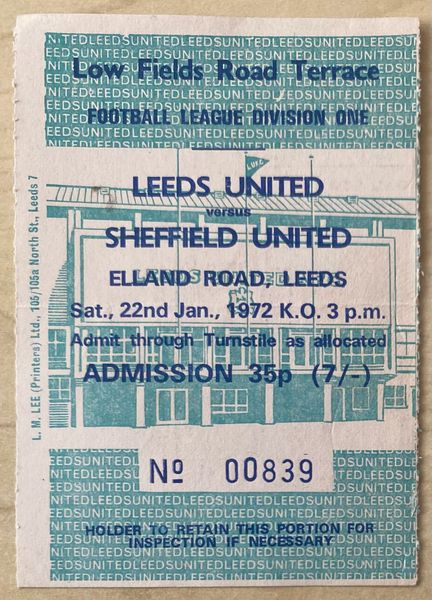 Low Fields Road Terrace
FOOTBALL LEAGUE DIVISION ONE
LUFC
LEEDS UNITED
versus
SHEFFIELD UNITED
ELLAND ROAD, LEEDS
Sat., 22nd Jan., 1972 K.O. 3 p.m.
Admit through Turnstile as allocated
ADMISSION 35p (7/-)
No 00839
HOLDER TO RETAIN THIS PORTION FOR
INSPECTION IF NECESSARY
L. M. LEE (Printers) Ltd., 105/105a North St., Leeds 7